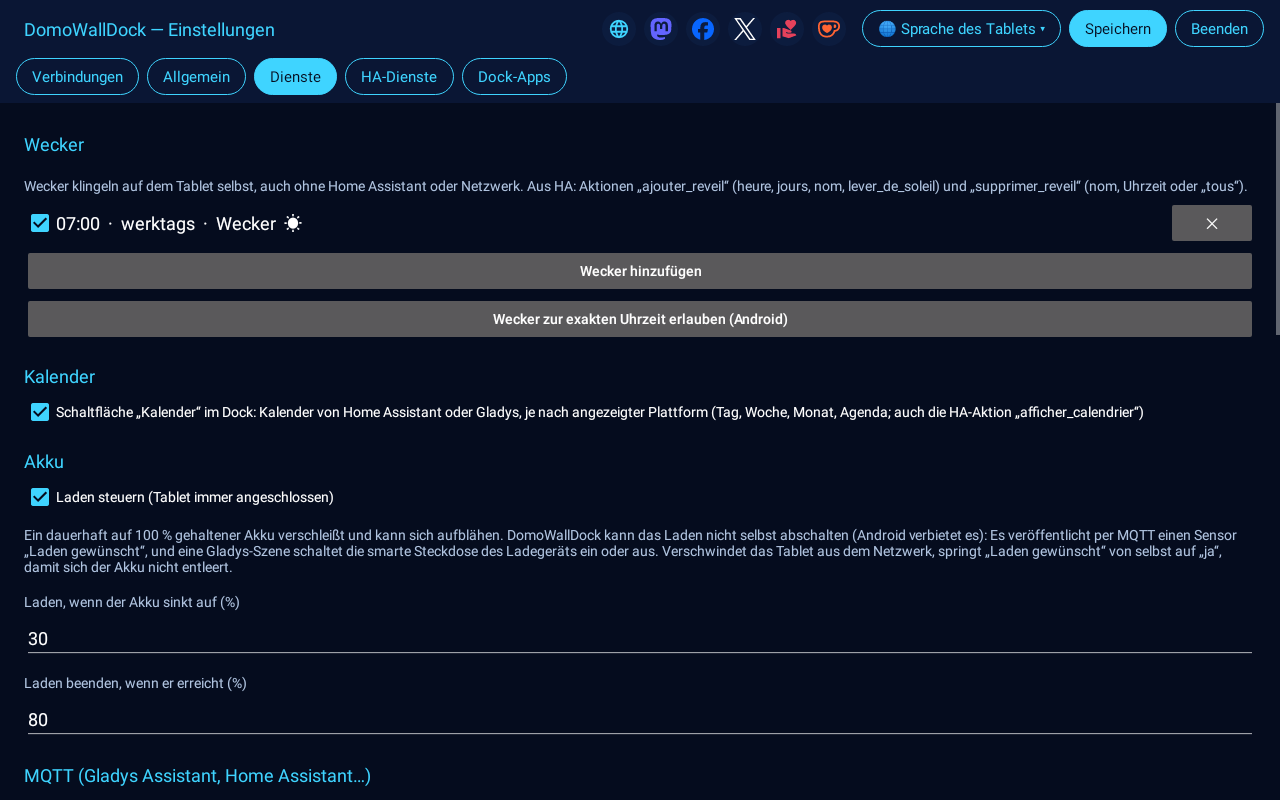 DomoWallDock — Einstellungen
Sprache des Tablets ▾
Speichern
Beenden
Verbindungen
Allgemein
Dienste
HA-Dienste
Dock-Apps
Wecker
Wecker klingeln auf dem Tablet selbst, auch ohne Home Assistant oder Netzwerk. Aus HA: Aktionen „ajouter_reveil“ (heure, jours, nom, lever_de_soleil) und „supprimer_reveil“ (nom, Uhrzeit oder „tous“).
07:00 · werktags · Wecker
Wecker hinzufügen
Wecker zur exakten Uhrzeit erlauben (Android)
Kalender
Schaltfläche „Kalender“ im Dock: Kalender von Home Assistant oder Gladys, je nach angezeigter Plattform (Tag, Woche, Monat, Agenda; auch die HA-Aktion „afficher_calendrier“)
Akku
Laden steuern (Tablet immer angeschlossen)
Ein dauerhaft auf 100 % gehaltener Akku verschleißt und kann sich aufblähen. DomoWallDock kann das Laden nicht selbst abschalten (Android verbietet es): Es veröffentlicht per MQTT einen Sensor
„Laden gewünscht“, und eine Gladys-Szene schaltet die smarte Steckdose des Ladegeräts ein oder aus. Verschwindet das Tablet aus dem Netzwerk, springt „Laden gewünscht“ von selbst auf „ja“,
damit sich der Akku nicht entleert.
Laden, wenn der Akku sinkt auf (%)
30
Laden beenden, wenn er erreicht (%)
80
MQTT (Gladys Assistant, Home Assistant…)